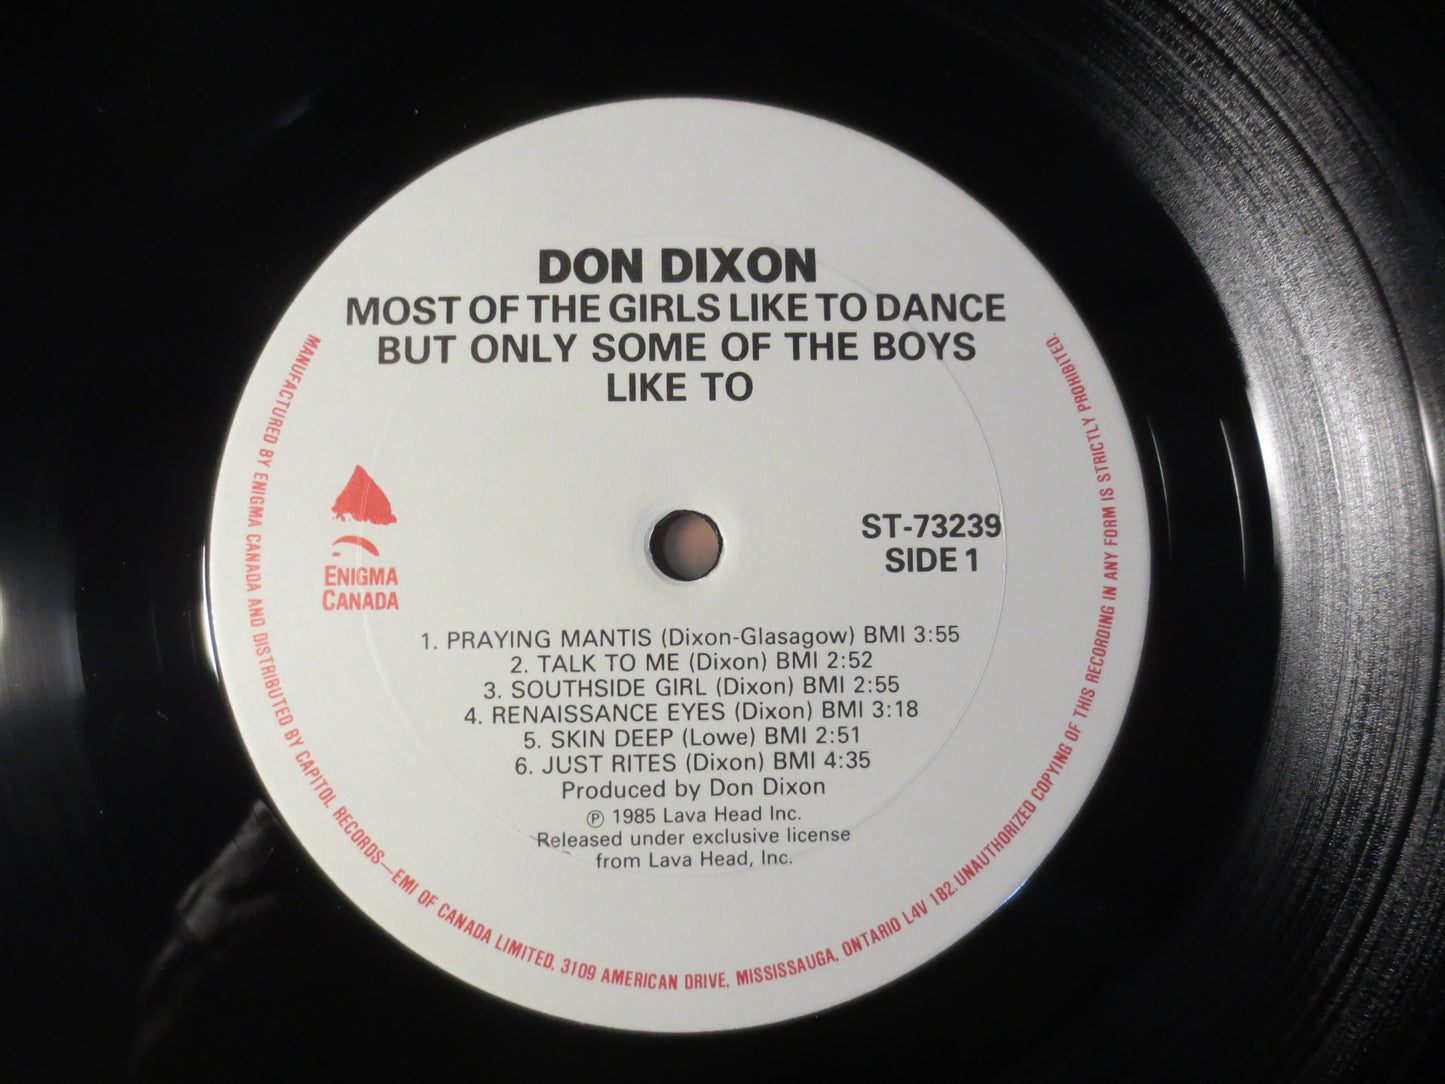 DON DIXON
MOST OF THE GIRLS LIKE TO DANCE
BUT ONLY SOME OF THE BOYS
LIKE TO
ENIGMA
CANADA
ST-73239
SIDE 1
1. PRAYING MANTIS (Dixon-Glasagow) BMI 3:55
2. TALK TO ME (Dixon) BMI 2:52
3. SOUTHSIDE GIRL (Dixon) BMI 2:55
4. RENAISSANCE EYES (Dixon) BMI 3:18
5. SKIN DEEP (Lowe) BMI 2:51
6. JUST RITES (Dixon) BMI 4:35
Produced by Don Dixon
℗ 1985 Lava Head Inc.
Released under exclusive license
from Lava Head, Inc.
MANUFACTURED BY ENIGMA CANADA AND DISTRIBUTED BY CAPITOL RECORDS—EMI OF CANADA LIMITED, 3109 AMERICAN DRIVE, MISSISSAUGA, ONTARIO L4V 1B2. UNAUTHORIZED COPYING OF THIS RECORDING IN ANY FORM IS STRICTLY PROHIBITED.